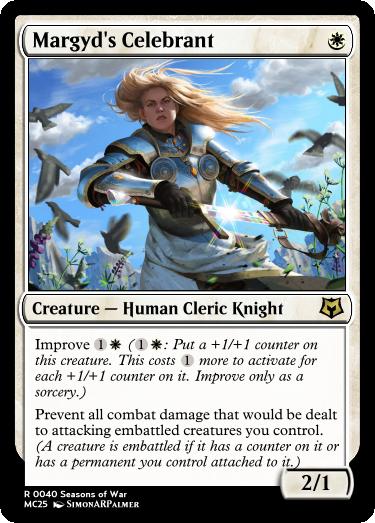 Margyd's Celebrant
Creature — Human Cleric Knight
Improve 1 (1: Put a +1/+1 counter on
this creature. This costs 1 more to activate for
each +1/+1 counter on it. Improve only as a
sorcery.)
Prevent all combat damage that would be dealt
to attacking embattled creatures you control.
(A creature is embattled if it has a counter on it or
has a permanent you control attached to it.)
2/1
R 0040 Seasons of War
MC25 SimonARPalmer